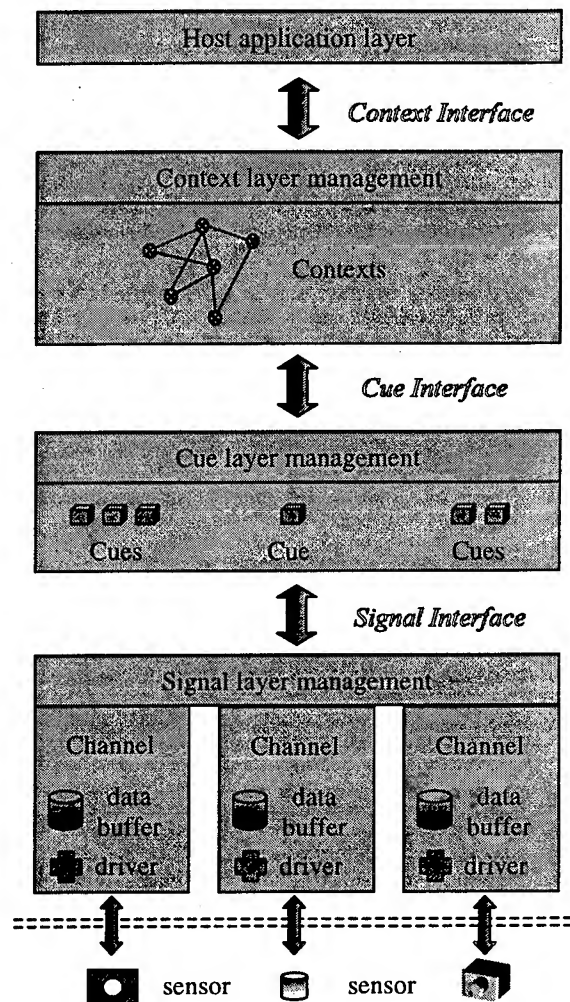 Host application layer
Context Interface
Context layer management
Contexts
Cue Interface
Cue layer management
Cues
Cue
Cues
Signal Interface
Signal layer management
Channel
Channel
Channel
data
buffer
data
buffer
data
buffer
driver
driver
driver
sensor
sensor